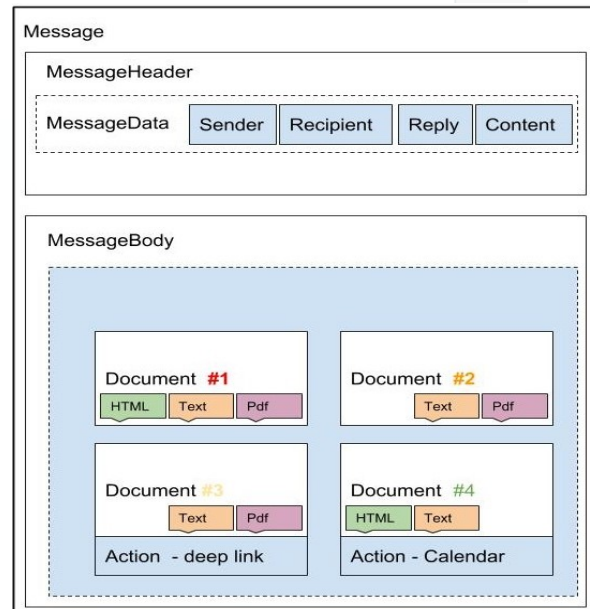 Message
MessageHeader
MessageData Sender Recipient Reply Content
MessageBody
Document #1
HTML Text Pdf
Document #2
Text Pdf
Document #3
Text Pdf
Action - deep link
Document #4
HTML Text
Action - Calendar